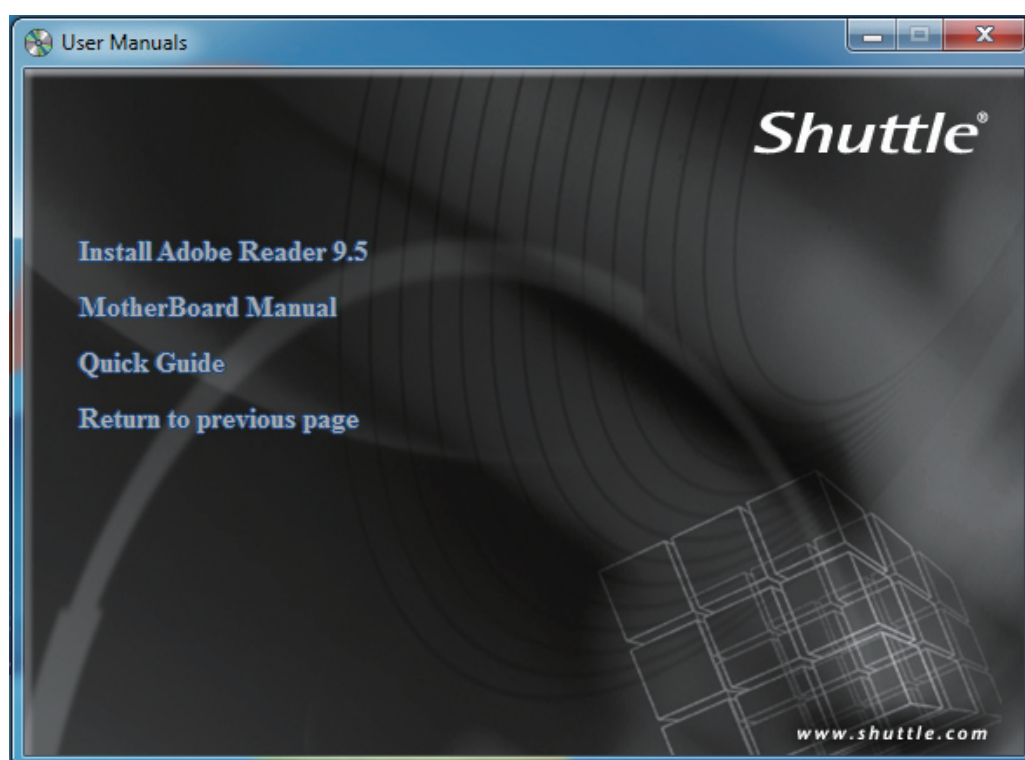 User Manuals
Shuttle®
Install Adobe Reader 9.5
MotherBoard Manual
Quick Guide
Return to previous page
www.shuttle.com